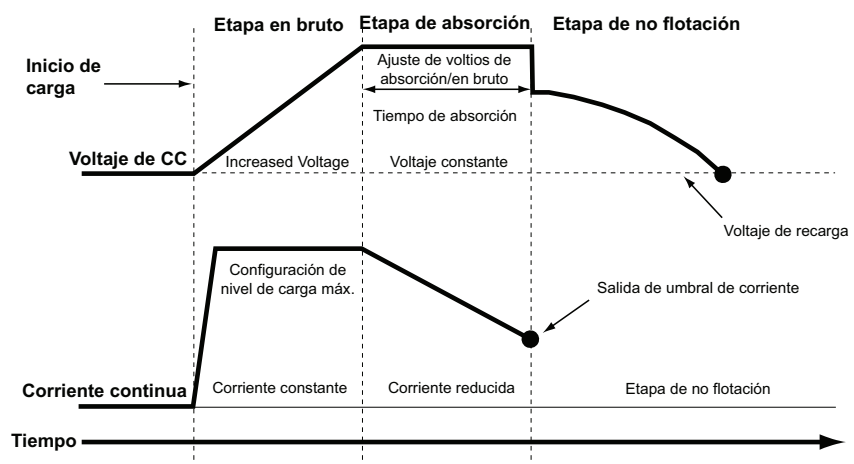 Etapa en bruto
Etapa de absorción
Etapa de no flotación
Inicio de
carga
Ajuste de voltios de
absorción/en bruto
Tiempo de absorción
Voltaje de CC
Increased Voltage
Voltaje constante
Voltaje de recarga
Configuración de
nivel de carga máx.
Salida de umbral de corriente
Corriente continua
Corriente constante
Corriente reducida
Etapa de no flotación
Tiempo